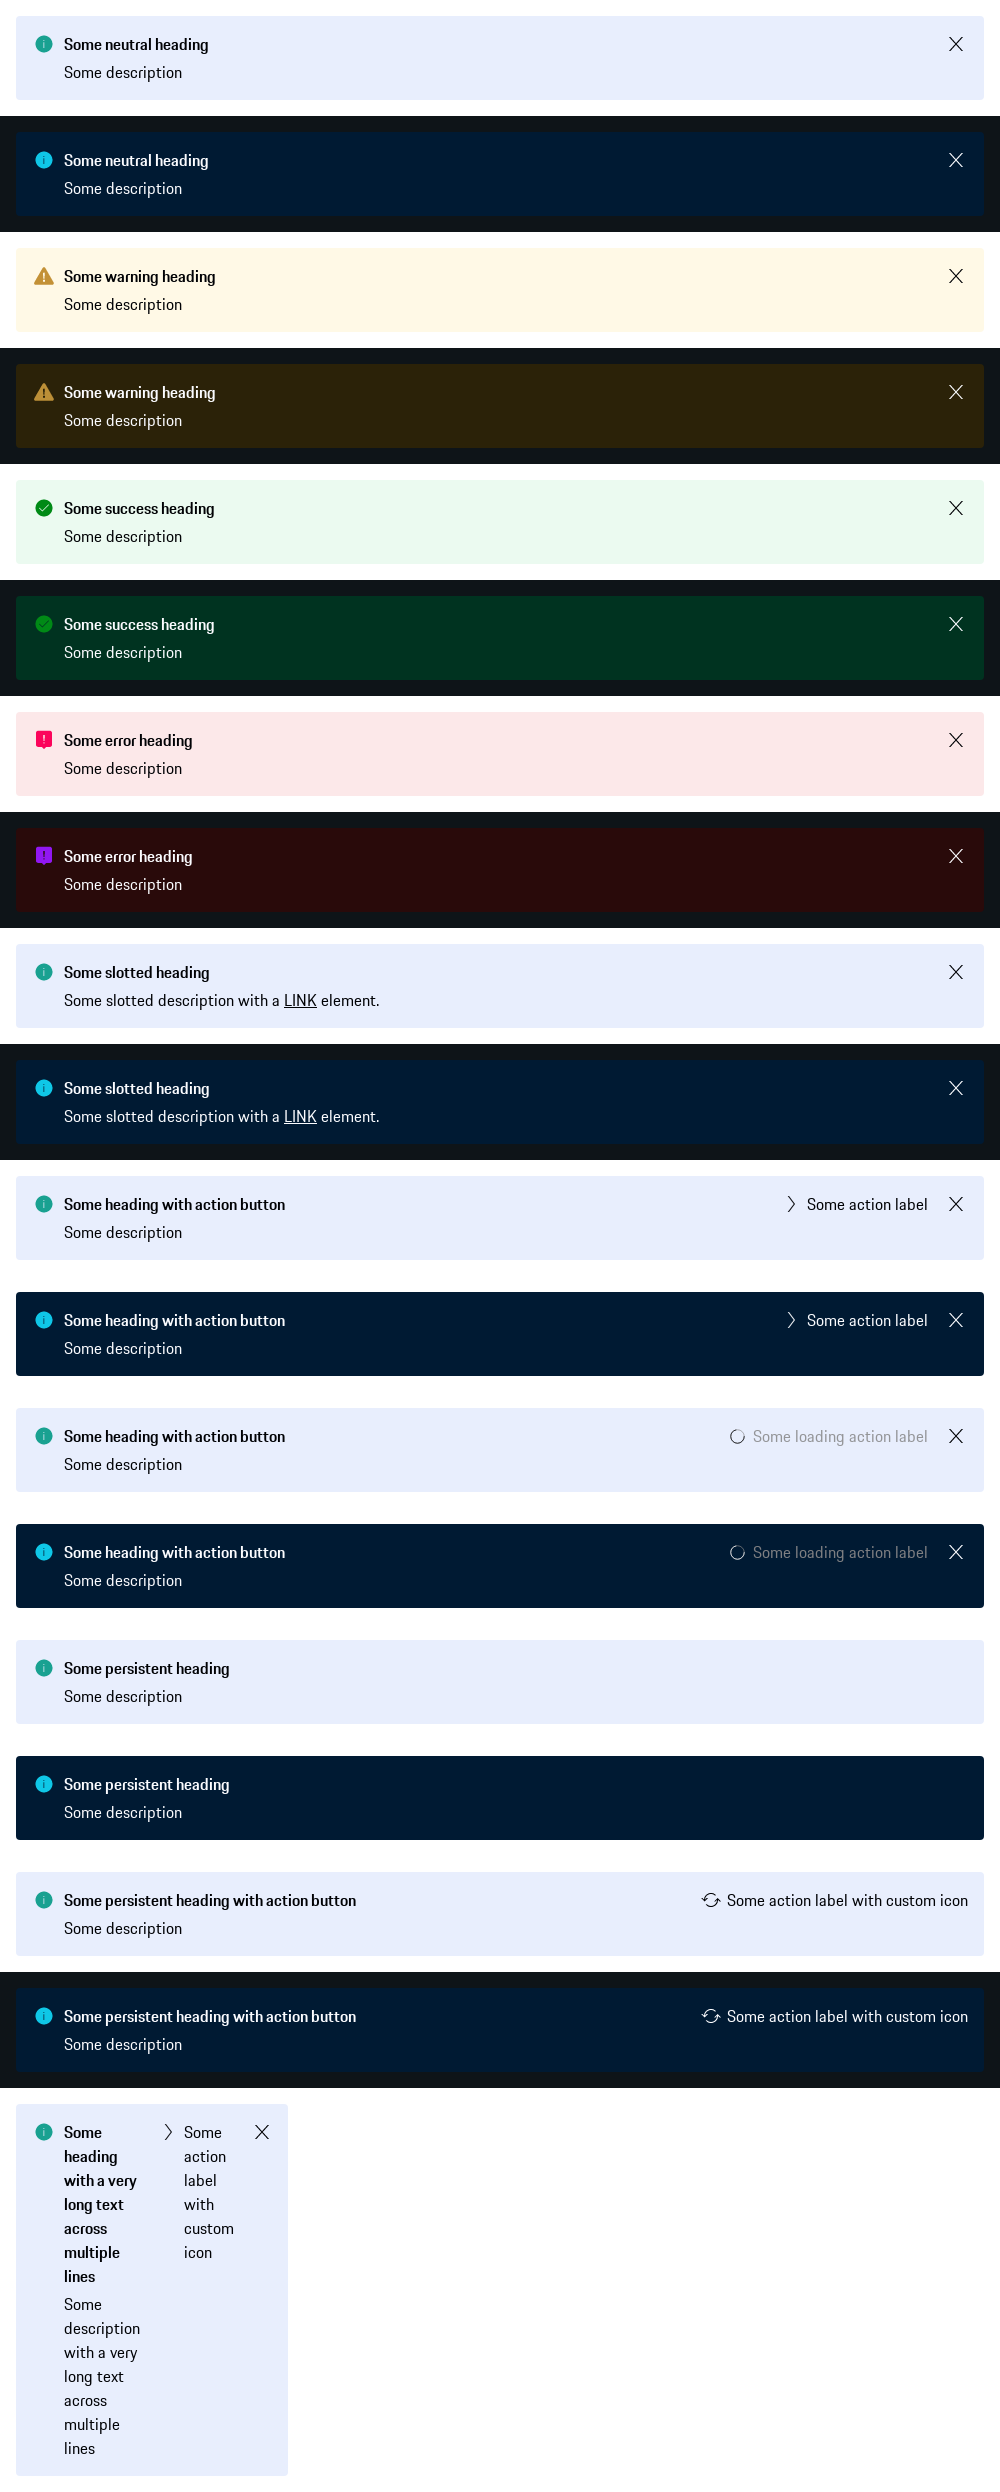 Some neutral heading
Some description
Some neutral heading
Some description
Some warning heading
Some description
Some warning heading
Some description
Some success heading
Some description
Some success heading
Some description
Some error heading
Some description
Some error heading
Some description
Some slotted heading
Some slotted description with a LINK element.
Some slotted heading
Some slotted description with a LINK element.
Some heading with action button
Some action label
Some description
Some heading with action button
Some action label
Some description
Some heading with action button
Some loading action label
Some description
Some heading with action button
Some loading action label
Some description
Some persistent heading
Some description
Some persistent heading
Some description
Some persistent heading with action button
Some action label with custom icon
Some description
Some persistent heading with action button
Some action label with custom icon
Some description
Some
heading
with a very
long text
across
multiple
lines
Some
description
with a very
long text
across
multiple
lines
Some
action
label
with
custom
icon